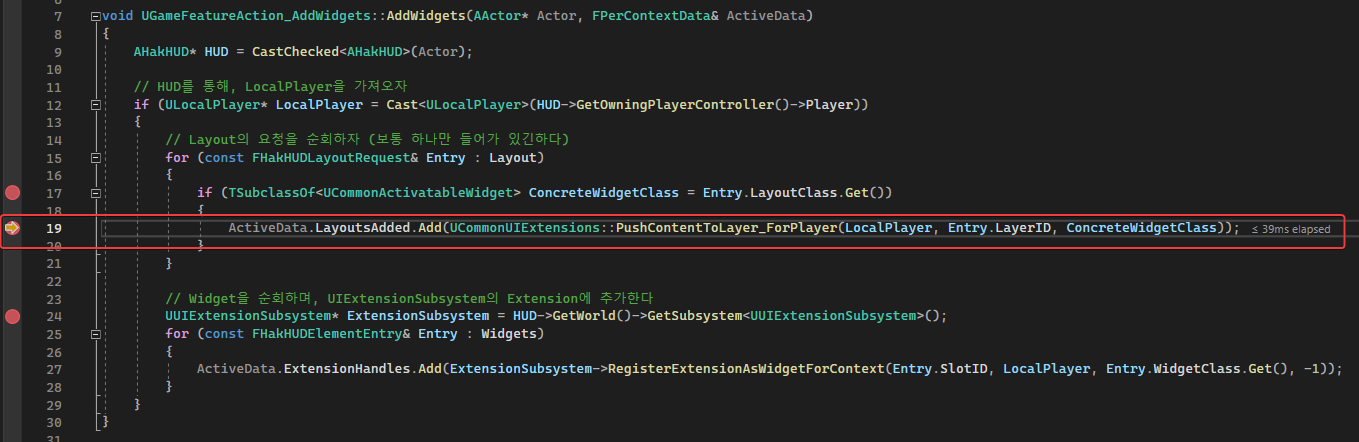 7 void UGameFeatureAction_AddWidgets::AddWidgets(AActor* Actor, FPerContextData& ActiveData)
8 {
9 AHakHUD* HUD = CastChecked<AHakHUD>(Actor);
10
11 // HUD를 통해, LocalPlayer을 가져오자
12 if (ULocalPlayer* LocalPlayer = Cast<ULocalPlayer>(HUD->GetOwningPlayerController()->Player))
13 {
14 // Layout의 요청을 순회하자 (보통 하나만 들어가 있긴하다)
15 for (const FHakHUDLayoutRequest& Entry : Layout)
16 {
17 if (TSubclassOf<UCommonActivatableWidget> ConcreteWidgetClass = Entry.LayoutClass.Get())
18 {
19 ActiveData.LayoutsAdded.Add(UCommonUIExtensions::PushContentToLayer_ForPlayer(LocalPlayer, Entry.LayerID, ConcreteWidgetClass)); ≤ 39ms elapsed
20 }
21 }
22
23 // Widget을 순회하며, UIExtensionSubsystem의 Extension에 추가한다
24 UUIExtensionSubsystem* ExtensionSubsystem = HUD->GetWorld()->GetSubsystem<UUIExtensionSubsystem>();
25 for (const FHakHUDElementEntry& Entry : Widgets)
26 {
27 ActiveData.ExtensionHandles.Add(ExtensionSubsystem->RegisterExtensionAsWidgetForContext(Entry.SlotID, LocalPlayer, Entry.WidgetClass.Get(), -1));
28 }
29 }
30 }
31